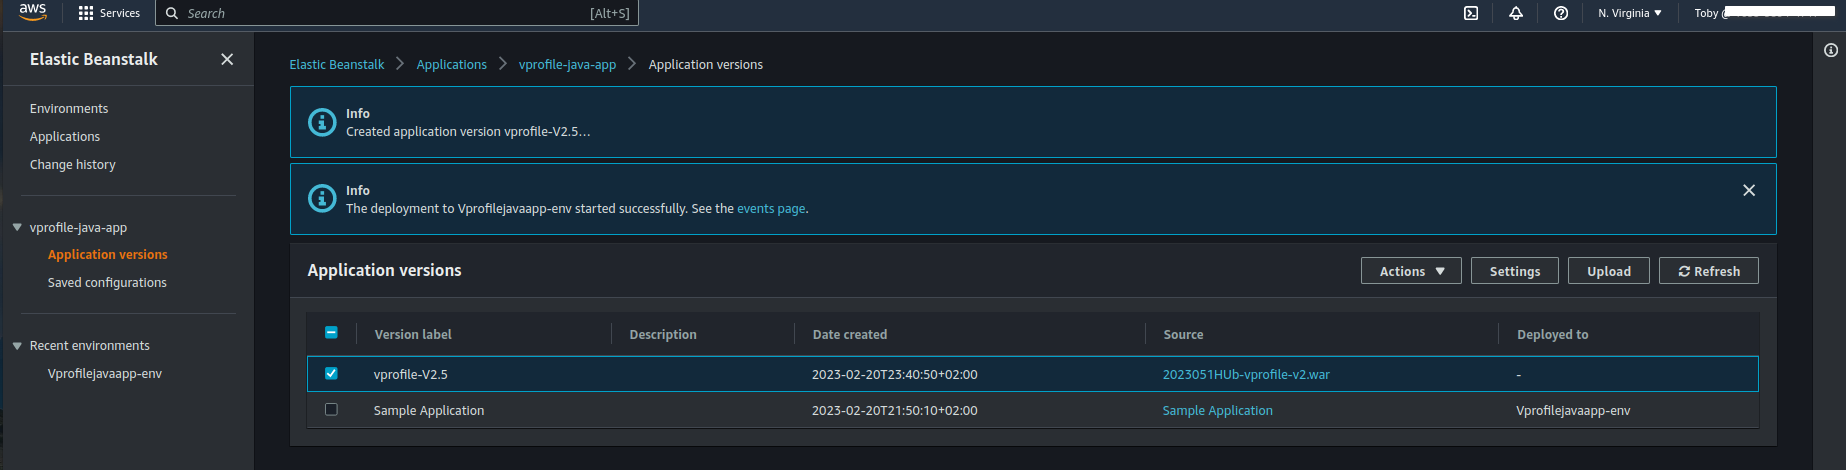 aws
Services
Search [Alt+S]
N. Virginia
Toby @
Elastic Beanstalk
Environments
Applications
Change history
vprofile-java-app
Application versions
Saved configurations
Recent environments
Vprofilejavaapp-env
Elastic Beanstalk > Applications > vprofile-java-app > Application versions
Info
Created application version vprofile-V2.5...
Info
The deployment to Vprofilejavaapp-env started successfully. See the events page.
Application versions
Actions Settings Upload Refresh
Version label Description Date created Source Deployed to
vprofile-V2.5 2023-02-20T23:40:50+02:00 2023051HUb-vprofile-v2.war -
Sample Application 2023-02-20T21:50:10+02:00 Sample Application Vprofilejavaapp-env